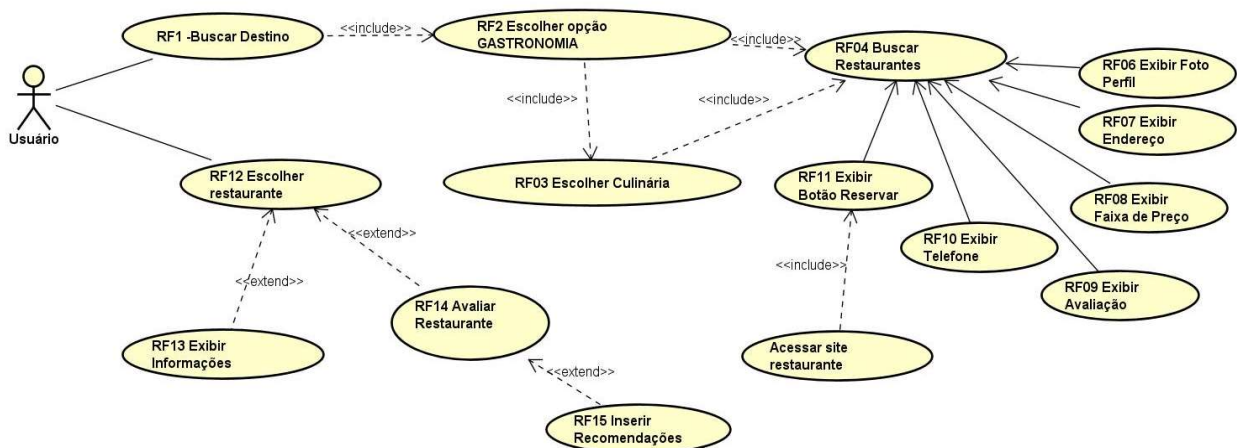 RF1 -Buscar Destino
<<include>>
RF2 Escolher opção
GASTRONOMIA
<<include>>
RF04 Buscar
Restaurantes
RF06 Exibir Foto
Perfil
<<include>>
<<include>>
RF07 Exibir
Endereço
Usuário
RF12 Escolher
restaurante
RF03 Escolher Culinária
RF11 Exibir
Botão Reservar
RF08 Exibir
Faixa de Preço
<<extend>>
RF10 Exibir
Telefone
<<extend>>
<<include>>
RF09 Exibir
Avaliação
RF14 Avaliar
Restaurante
RF13 Exibir
Informações
Acessar site
restaurante
<<extend>>
RF15 Inserir
Recomendações